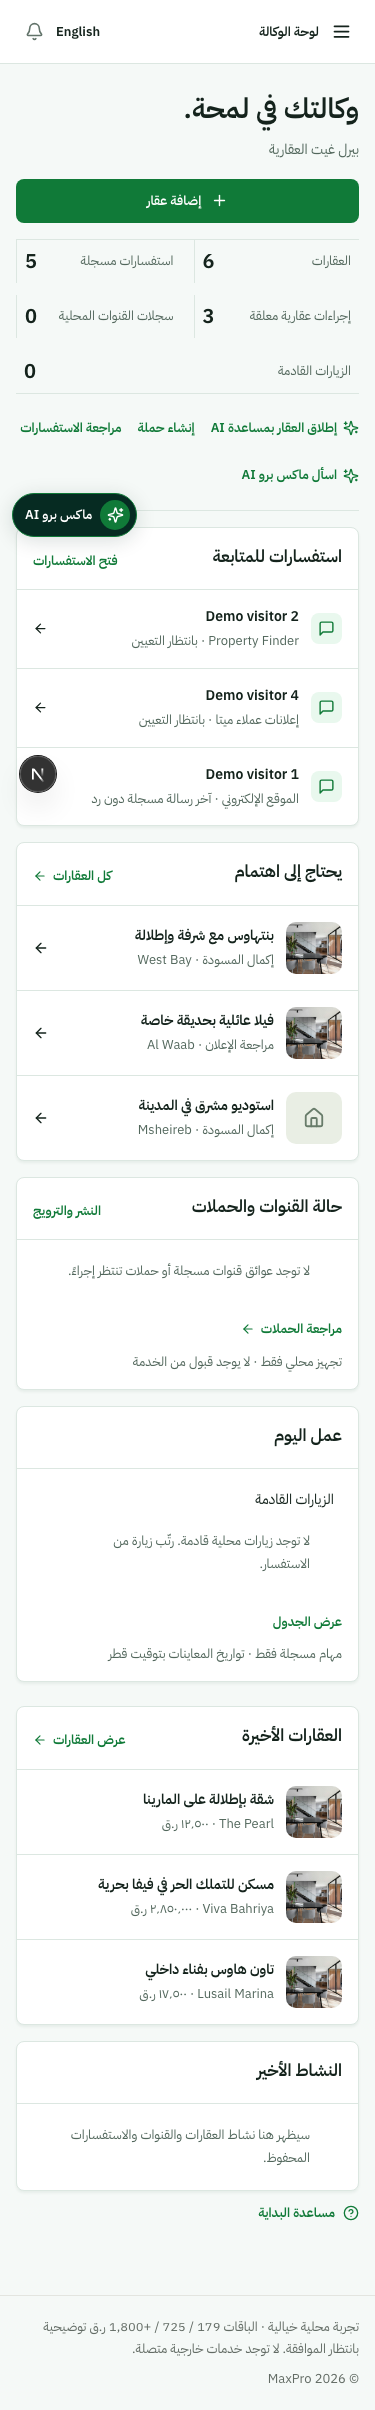 لوحة الوكالة
English
وكالتك في لمحة.
بيرل غيت العقارية
إضافة عقار
العقارات 6
استفسارات مسجلة 5
إجراءات عقارية معلقة 3
سجلات القنوات المحلية 0
الزيارات القادمة 0
إطلاق العقار بمساعدة AI
إنشاء حملة
مراجعة الاستفسارات
اسأل ماكس برو AI
ماكس برو AI
استفسارات للمتابعة
فتح الاستفسارات
Demo visitor 2
Property Finder · بانتظار التعيين
Demo visitor 4
إعلانات عملاء ميتا · بانتظار التعيين
Demo visitor 1
الموقع الإلكتروني · آخر رسالة مسجلة دون رد
N
يحتاج إلى اهتمام
كل العقارات
بنتهاوس مع شرفة وإطلالة
إكمال المسودة · West Bay
فيلا عائلية بحديقة خاصة
مراجعة الإعلان · Al Waab
استوديو مشرق في المدينة
إكمال المسودة · Msheireb
حالة القنوات والحملات
النشر والترويج
لا توجد عوائق قنوات مسجلة أو حملات تنتظر إجراءً.
مراجعة الحملات
تجهيز محلي فقط · لا يوجد قبول من الخدمة
عمل اليوم
الزيارات القادمة
لا توجد زيارات محلية قادمة. رتّب زيارة من
الاستفسار.
عرض الجدول
مهام مسجلة فقط · تواريخ المعاينات بتوقيت قطر
العقارات الأخيرة
عرض العقارات
شقة بإطلالة على المارينا
The Pearl · ١٢٬٥٠٠ ر.ق
مسكن للتملك الحر في فيفا بحرية
Viva Bahriya · ٢٬٨٥٠٬٠٠٠ ر.ق
تاون هاوس بفناء داخلي
Lusail Marina · ١٧٬٥٠٠ ر.ق
النشاط الأخير
سيظهر هنا نشاط العقارات والقنوات والاستفسارات
المحفوظ.
مساعدة البداية
تجربة محلية خيالية · الباقات 179 / 725 / +1,800 ر.ق توضيحية
بانتظار الموافقة. لا توجد خدمات خارجية متصلة.
© 2026 MaxPro